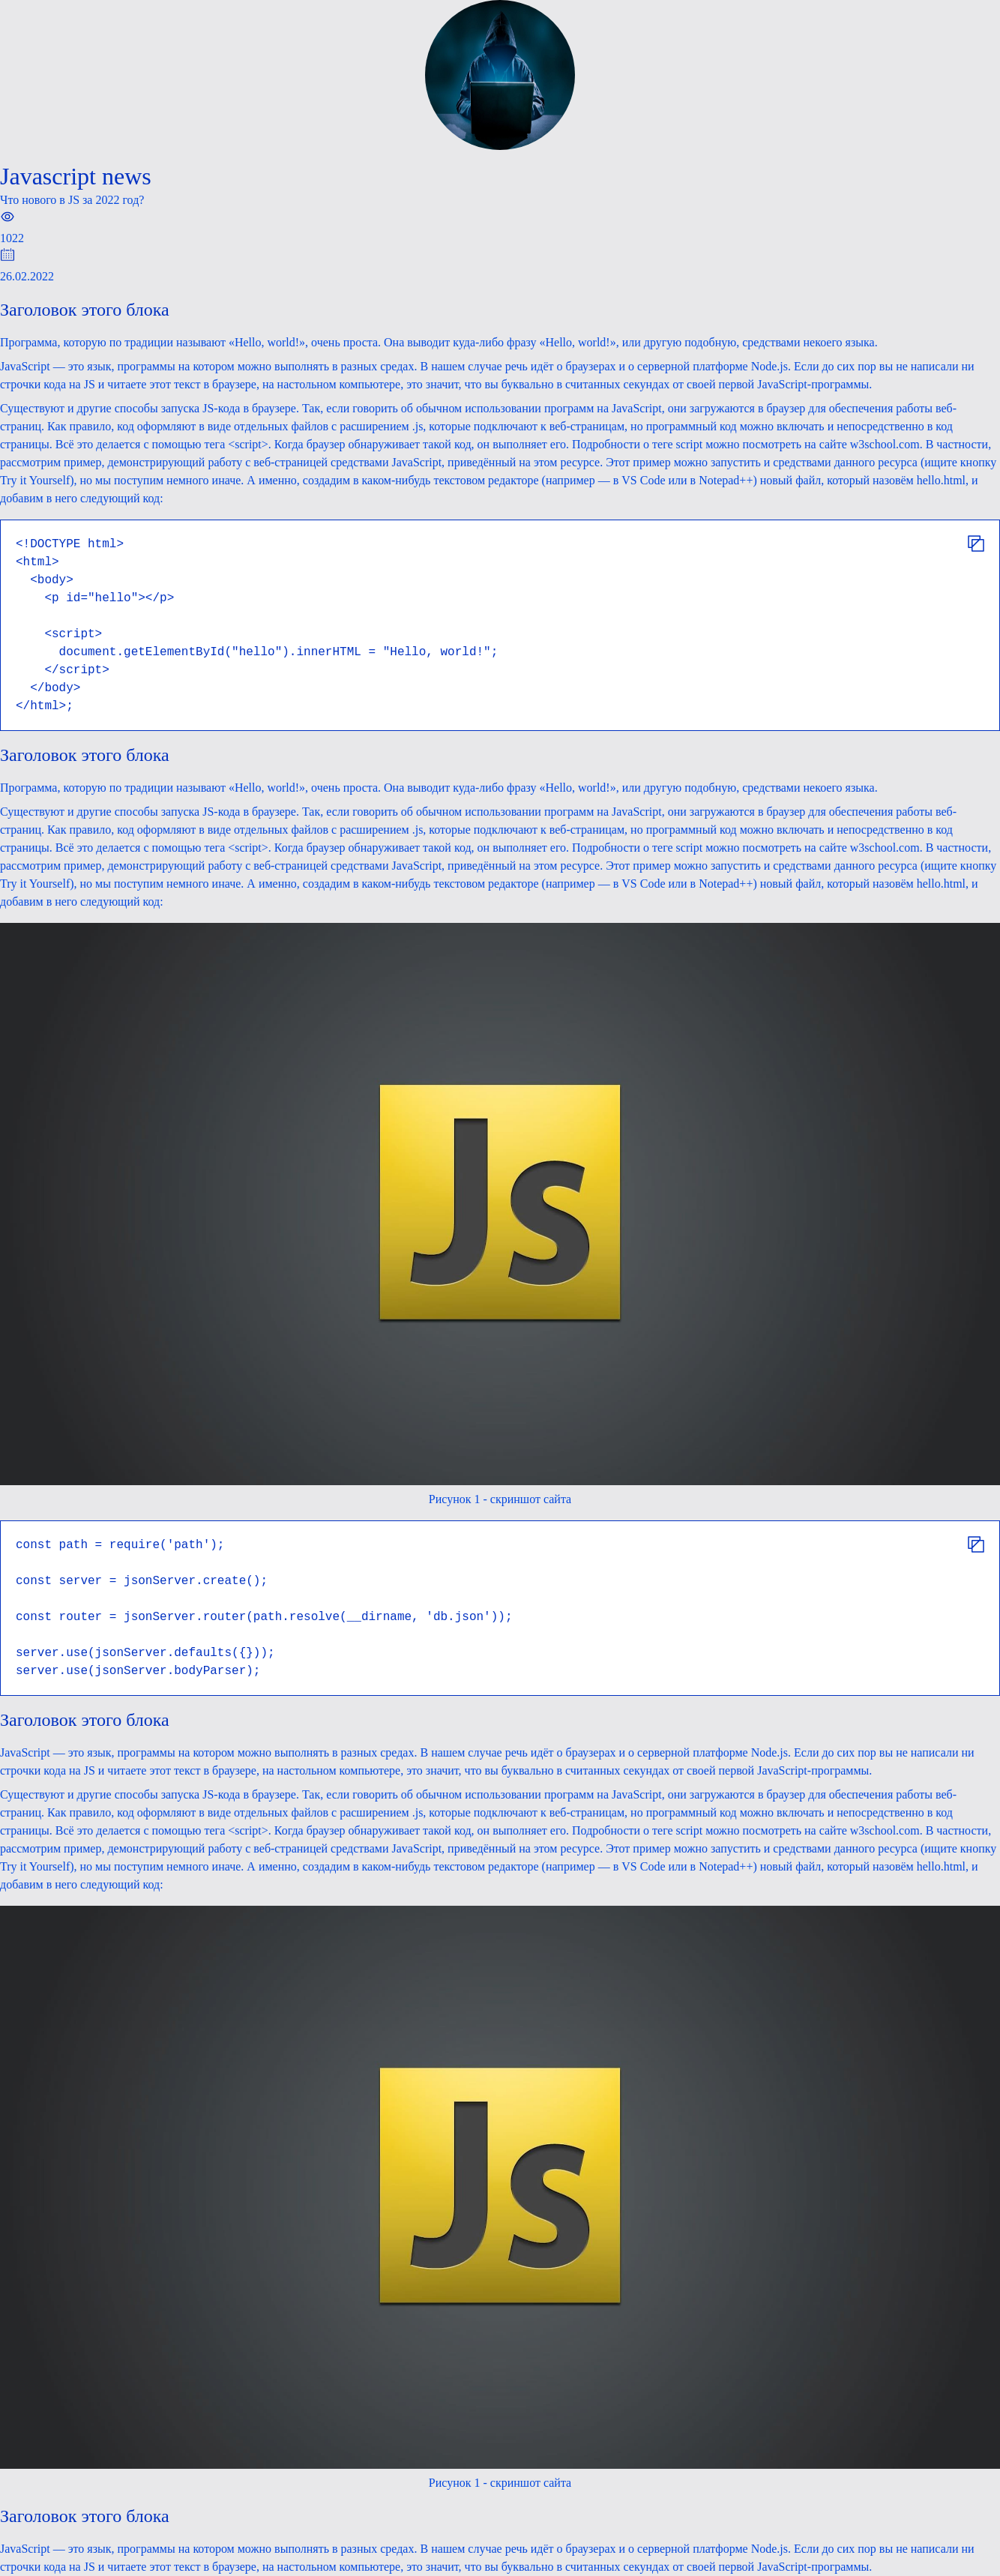 Javascript news
Что нового в JS за 2022 год?
1022
26.02.2022
Заголовок этого блока
Программа, которую по традиции называют «Hello, world!», очень проста. Она выводит куда-либо фразу «Hello, world!», или другую подобную, средствами некоего языка.
JavaScript — это язык, программы на котором можно выполнять в разных средах. В нашем случае речь идёт о браузерах и о серверной платформе Node.js. Если до сих пор вы не написали ни
строчки кода на JS и читаете этот текст в браузере, на настольном компьютере, это значит, что вы буквально в считанных секундах от своей первой JavaScript-программы.
Существуют и другие способы запуска JS-кода в браузере. Так, если говорить об обычном использовании программ на JavaScript, они загружаются в браузер для обеспечения работы веб-
страниц. Как правило, код оформляют в виде отдельных файлов с расширением .js, которые подключают к веб-страницам, но программный код можно включать и непосредственно в код
страницы. Всё это делается с помощью тега <script>. Когда браузер обнаруживает такой код, он выполняет его. Подробности о теге script можно посмотреть на сайте w3school.com. В частности,
рассмотрим пример, демонстрирующий работу с веб-страницей средствами JavaScript, приведённый на этом ресурсе. Этот пример можно запустить и средствами данного ресурса (ищите кнопку
Try it Yourself), но мы поступим немного иначе. А именно, создадим в каком-нибудь текстовом редакторе (например — в VS Code или в Notepad++) новый файл, который назовём hello.html, и
добавим в него следующий код:
<!DOCTYPE html>
<html>
  <body>
    <p id="hello"></p>
    <script>
      document.getElementById("hello").innerHTML = "Hello, world!";
    </script>
  </body>
</html>;
Заголовок этого блока
Программа, которую по традиции называют «Hello, world!», очень проста. Она выводит куда-либо фразу «Hello, world!», или другую подобную, средствами некоего языка.
Существуют и другие способы запуска JS-кода в браузере. Так, если говорить об обычном использовании программ на JavaScript, они загружаются в браузер для обеспечения работы веб-
страниц. Как правило, код оформляют в виде отдельных файлов с расширением .js, которые подключают к веб-страницам, но программный код можно включать и непосредственно в код
страницы. Всё это делается с помощью тега <script>. Когда браузер обнаруживает такой код, он выполняет его. Подробности о теге script можно посмотреть на сайте w3school.com. В частности,
рассмотрим пример, демонстрирующий работу с веб-страницей средствами JavaScript, приведённый на этом ресурсе. Этот пример можно запустить и средствами данного ресурса (ищите кнопку
Try it Yourself), но мы поступим немного иначе. А именно, создадим в каком-нибудь текстовом редакторе (например — в VS Code или в Notepad++) новый файл, который назовём hello.html, и
добавим в него следующий код:
Js
Рисунок 1 - скриншот сайта
const path = require('path');
const server = jsonServer.create();
const router = jsonServer.router(path.resolve(__dirname, 'db.json'));
server.use(jsonServer.defaults({}));
server.use(jsonServer.bodyParser);
Заголовок этого блока
JavaScript — это язык, программы на котором можно выполнять в разных средах. В нашем случае речь идёт о браузерах и о серверной платформе Node.js. Если до сих пор вы не написали ни
строчки кода на JS и читаете этот текст в браузере, на настольном компьютере, это значит, что вы буквально в считанных секундах от своей первой JavaScript-программы.
Существуют и другие способы запуска JS-кода в браузере. Так, если говорить об обычном использовании программ на JavaScript, они загружаются в браузер для обеспечения работы веб-
страниц. Как правило, код оформляют в виде отдельных файлов с расширением .js, которые подключают к веб-страницам, но программный код можно включать и непосредственно в код
страницы. Всё это делается с помощью тега <script>. Когда браузер обнаруживает такой код, он выполняет его. Подробности о теге script можно посмотреть на сайте w3school.com. В частности,
рассмотрим пример, демонстрирующий работу с веб-страницей средствами JavaScript, приведённый на этом ресурсе. Этот пример можно запустить и средствами данного ресурса (ищите кнопку
Try it Yourself), но мы поступим немного иначе. А именно, создадим в каком-нибудь текстовом редакторе (например — в VS Code или в Notepad++) новый файл, который назовём hello.html, и
добавим в него следующий код:
Js
Рисунок 1 - скриншот сайта
Заголовок этого блока
JavaScript — это язык, программы на котором можно выполнять в разных средах. В нашем случае речь идёт о браузерах и о серверной платформе Node.js. Если до сих пор вы не написали ни
строчки кода на JS и читаете этот текст в браузере, на настольном компьютере, это значит, что вы буквально в считанных секундах от своей первой JavaScript-программы.